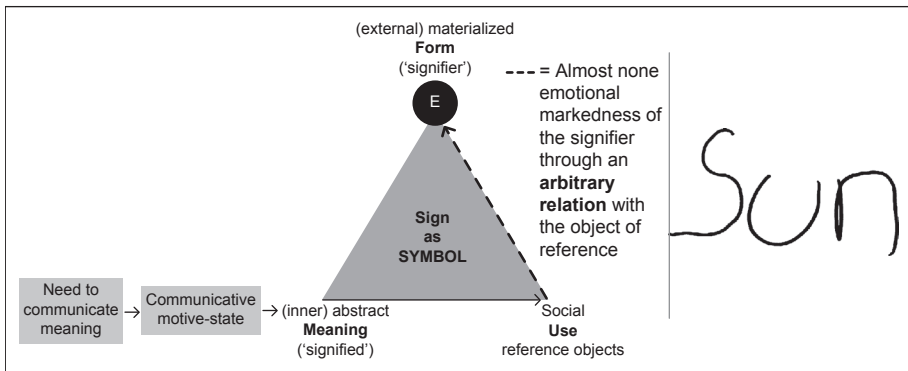 (external) materialized
Form
('signifier')
E
= Almost none
emotional
markedness of
the signifier
through an
arbitrary
relation with
the object of
reference
Sun
Sign
as
SYMBOL
Need to
communicate
meaning
Communicative
motive-state
(inner) abstract
Meaning
('signified')
Social
Use
reference objects